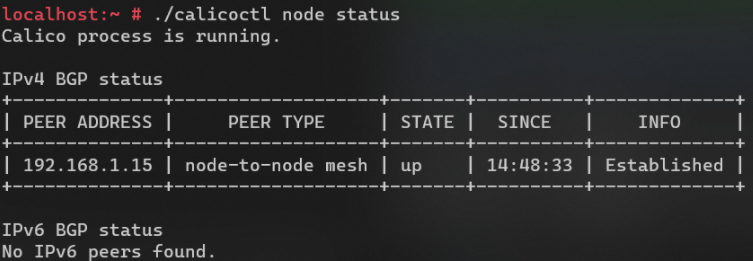 localhost:~ # ./calicoctl node status
Calico process is running.
IPv4 BGP status
+--------------+-------------------+-------+----------+-------------+
| PEER ADDRESS |     PEER TYPE     | STATE |  SINCE   |    INFO     |
+--------------+-------------------+-------+----------+-------------+
| 192.168.1.15 | node-to-node mesh | up    | 14:48:33 | Established |
+--------------+-------------------+-------+----------+-------------+
IPv6 BGP status
No IPv6 peers found.